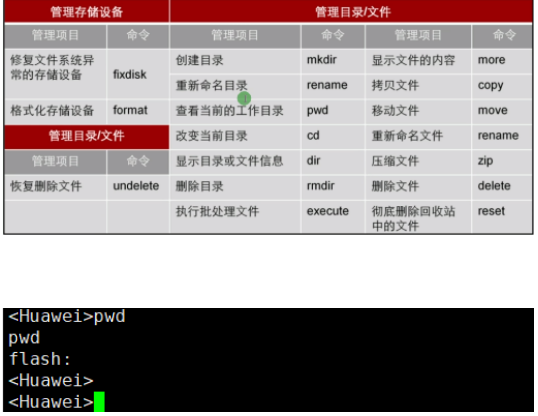 管理存储设备 管理目录/文件
管理项目 命令 管理项目 命令 管理项目 命令
修复文件系统异常的存储设备 fixdisk 创建目录 mkdir 显示文件的内容 more
重新命名目录 rename 拷贝文件 copy
格式化存储设备 format 查看当前的工作目录 pwd 移动文件 move
管理目录/文件 改变当前目录 cd 重新命名文件 rename
管理项目 命令 显示目录或文件信息 dir 压缩文件 zip
恢复删除文件 undelete 删除目录 rmdir 删除文件 delete
执行批处理文件 execute 彻底删除回收站中的文件 reset
<Huawei>pwd
pwd
flash:
<Huawei>
<Huawei>